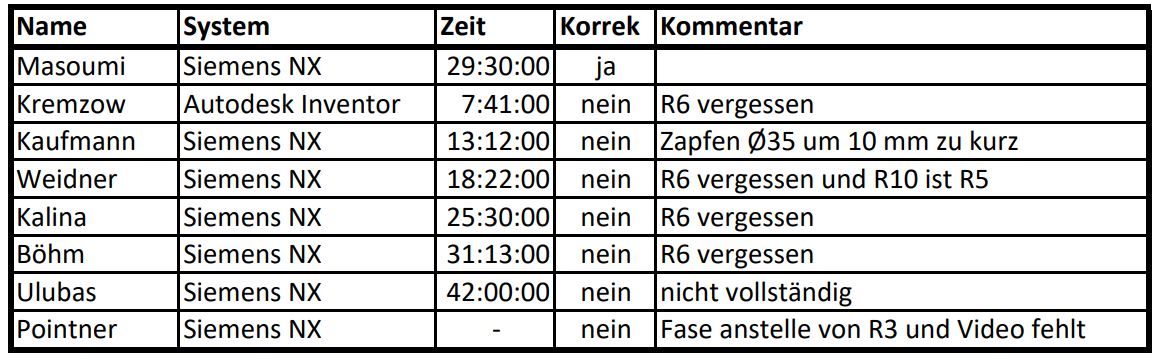 Name System Zeit Korrek Kommentar
Masoumi Siemens NX 29:30:00 ja
Kremzow Autodesk Inventor 7:41:00 nein R6 vergessen
Kaufmann Siemens NX 13:12:00 nein Zapfen Ø35 um 10 mm zu kurz
Weidner Siemens NX 18:22:00 nein R6 vergessen und R10 ist R5
Kalina Siemens NX 25:30:00 nein R6 vergessen
Böhm Siemens NX 31:13:00 nein R6 vergessen
Ulubas Siemens NX 42:00:00 nein nicht vollständig
Pointner Siemens NX - nein Fase anstelle von R3 und Video fehlt